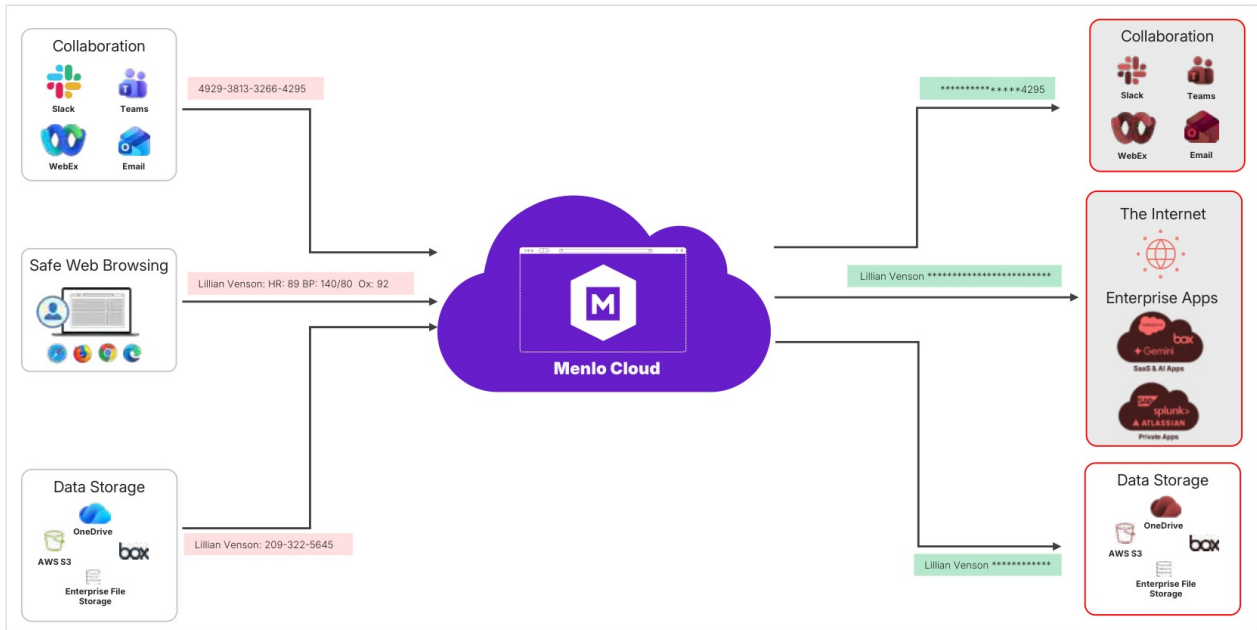 Collaboration
Slack
Teams
WebEx
Email
4929-3813-3266-4295
Safe Web Browsing
Lillian Venson: HR: 89 BP: 140/80 Ox: 92
Data Storage
OneDrive
AWS S3
box
Enterprise File
Storage
Lillian Venson: 209-322-5645
M
Menlo Cloud
***************4295
Collaboration
Slack
Teams
WebEx
Email
Lillian Venson *************************
The Internet
Enterprise Apps
salesforce
box
Gemini
SaaS & AI Apps
SAP
splunk>
ATLASSIAN
Private Apps
Lillian Venson ************
Data Storage
OneDrive
AWS S3
box
Enterprise File
Storage